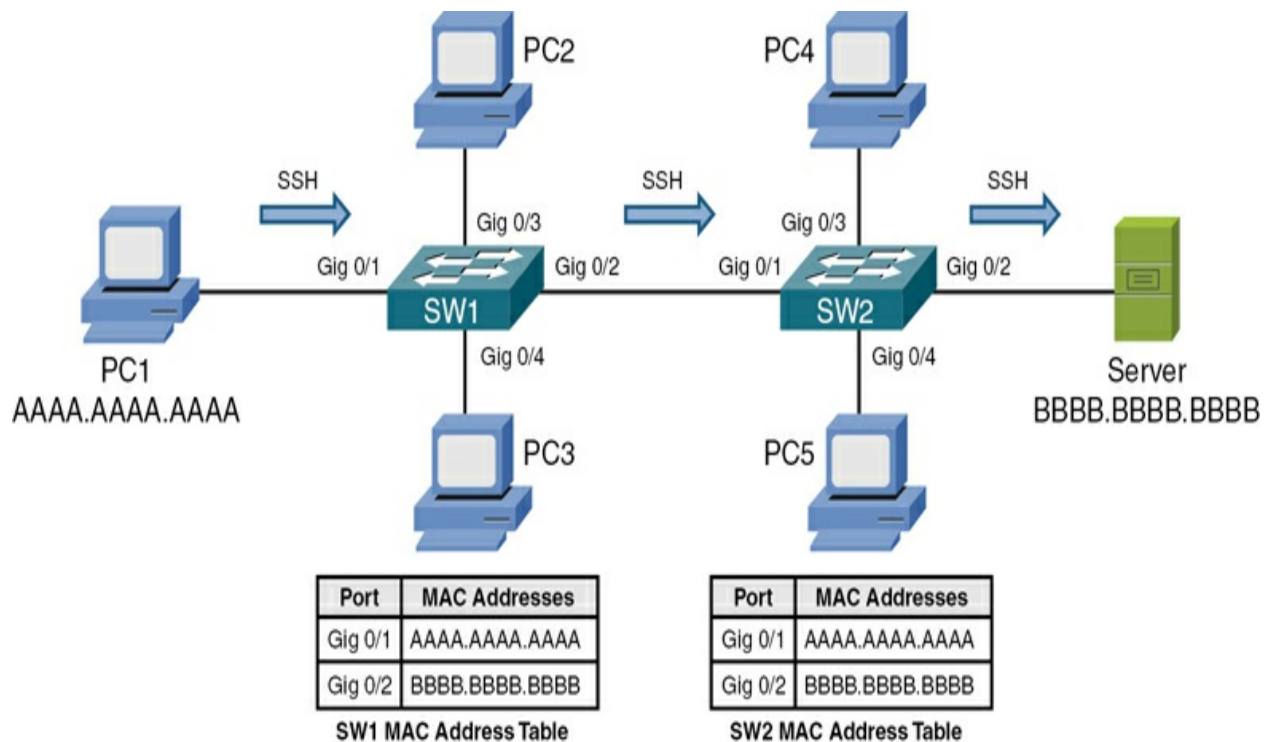 PC2
PC4
SSH
SSH
SSH
Gig 0/3
Gig 0/3
Gig 0/1
Gig 0/2
Gig 0/1
Gig 0/2
SW1
SW2
Gig 0/4
Gig 0/4
PC1
AAAA.AAAA.AAAA
Server
BBBB.BBBB.BBBB
PC3
PC5
Port MAC Addresses
Gig 0/1 AAAA.AAAA.AAAA
Gig 0/2 BBBB.BBBB.BBBB
SW1 MAC Address Table
Port MAC Addresses
Gig 0/1 AAAA.AAAA.AAAA
Gig 0/2 BBBB.BBBB.BBBB
SW2 MAC Address Table